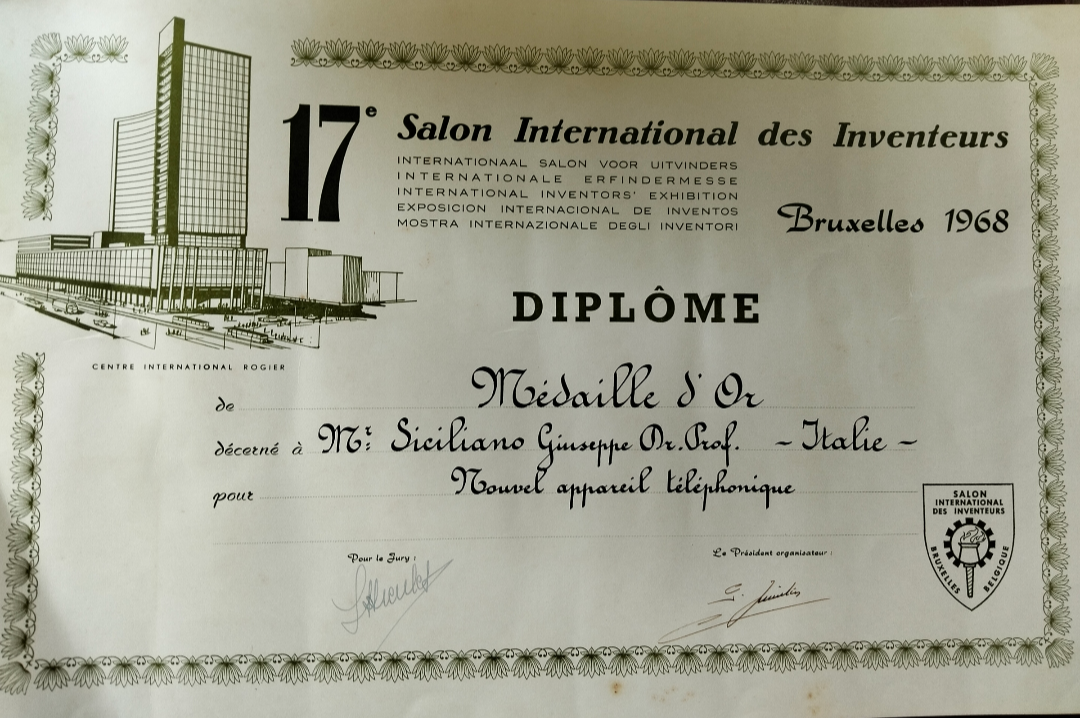 17e Salon International des Inventeurs
INTERNATIONAAL SALON VOOR UITVINDERS
INTERNATIONALE ERFINDERMESSE
INTERNATIONAL INVENTORS' EXHIBITION
EXPOSICION INTERNACIONAL DE INVENTOS
MOSTRA INTERNAZIONALE DEGLI INVENTORI
Bruxelles 1968
DIPLÔME
CENTRE INTERNATIONAL ROGIER
de Médaille d'Or
décerné à Mr: Siciliano Giuseppe Dr. Prof. - Italie -
pour Nouvel appareil téléphonique
Pour le Jury :
Le Président organisateur :
SALON
INTERNATIONAL
DES INVENTEURS
BRUXELLES BELGIQUE